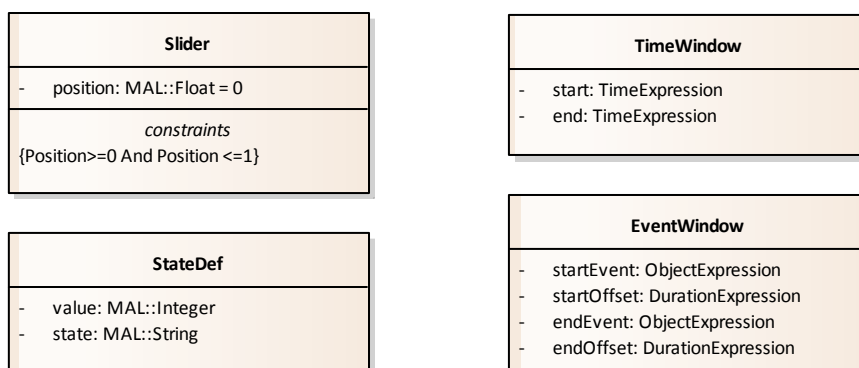 Slider
- position: MAL::Float = 0
constraints
{Position>=0 And Position <=1}
StateDef
- value: MAL::Integer
- state: MAL::String
TimeWindow
- start: TimeExpression
- end: TimeExpression
EventWindow
- startEvent: ObjectExpression
- startOffset: DurationExpression
- endEvent: ObjectExpression
- endOffset: DurationExpression